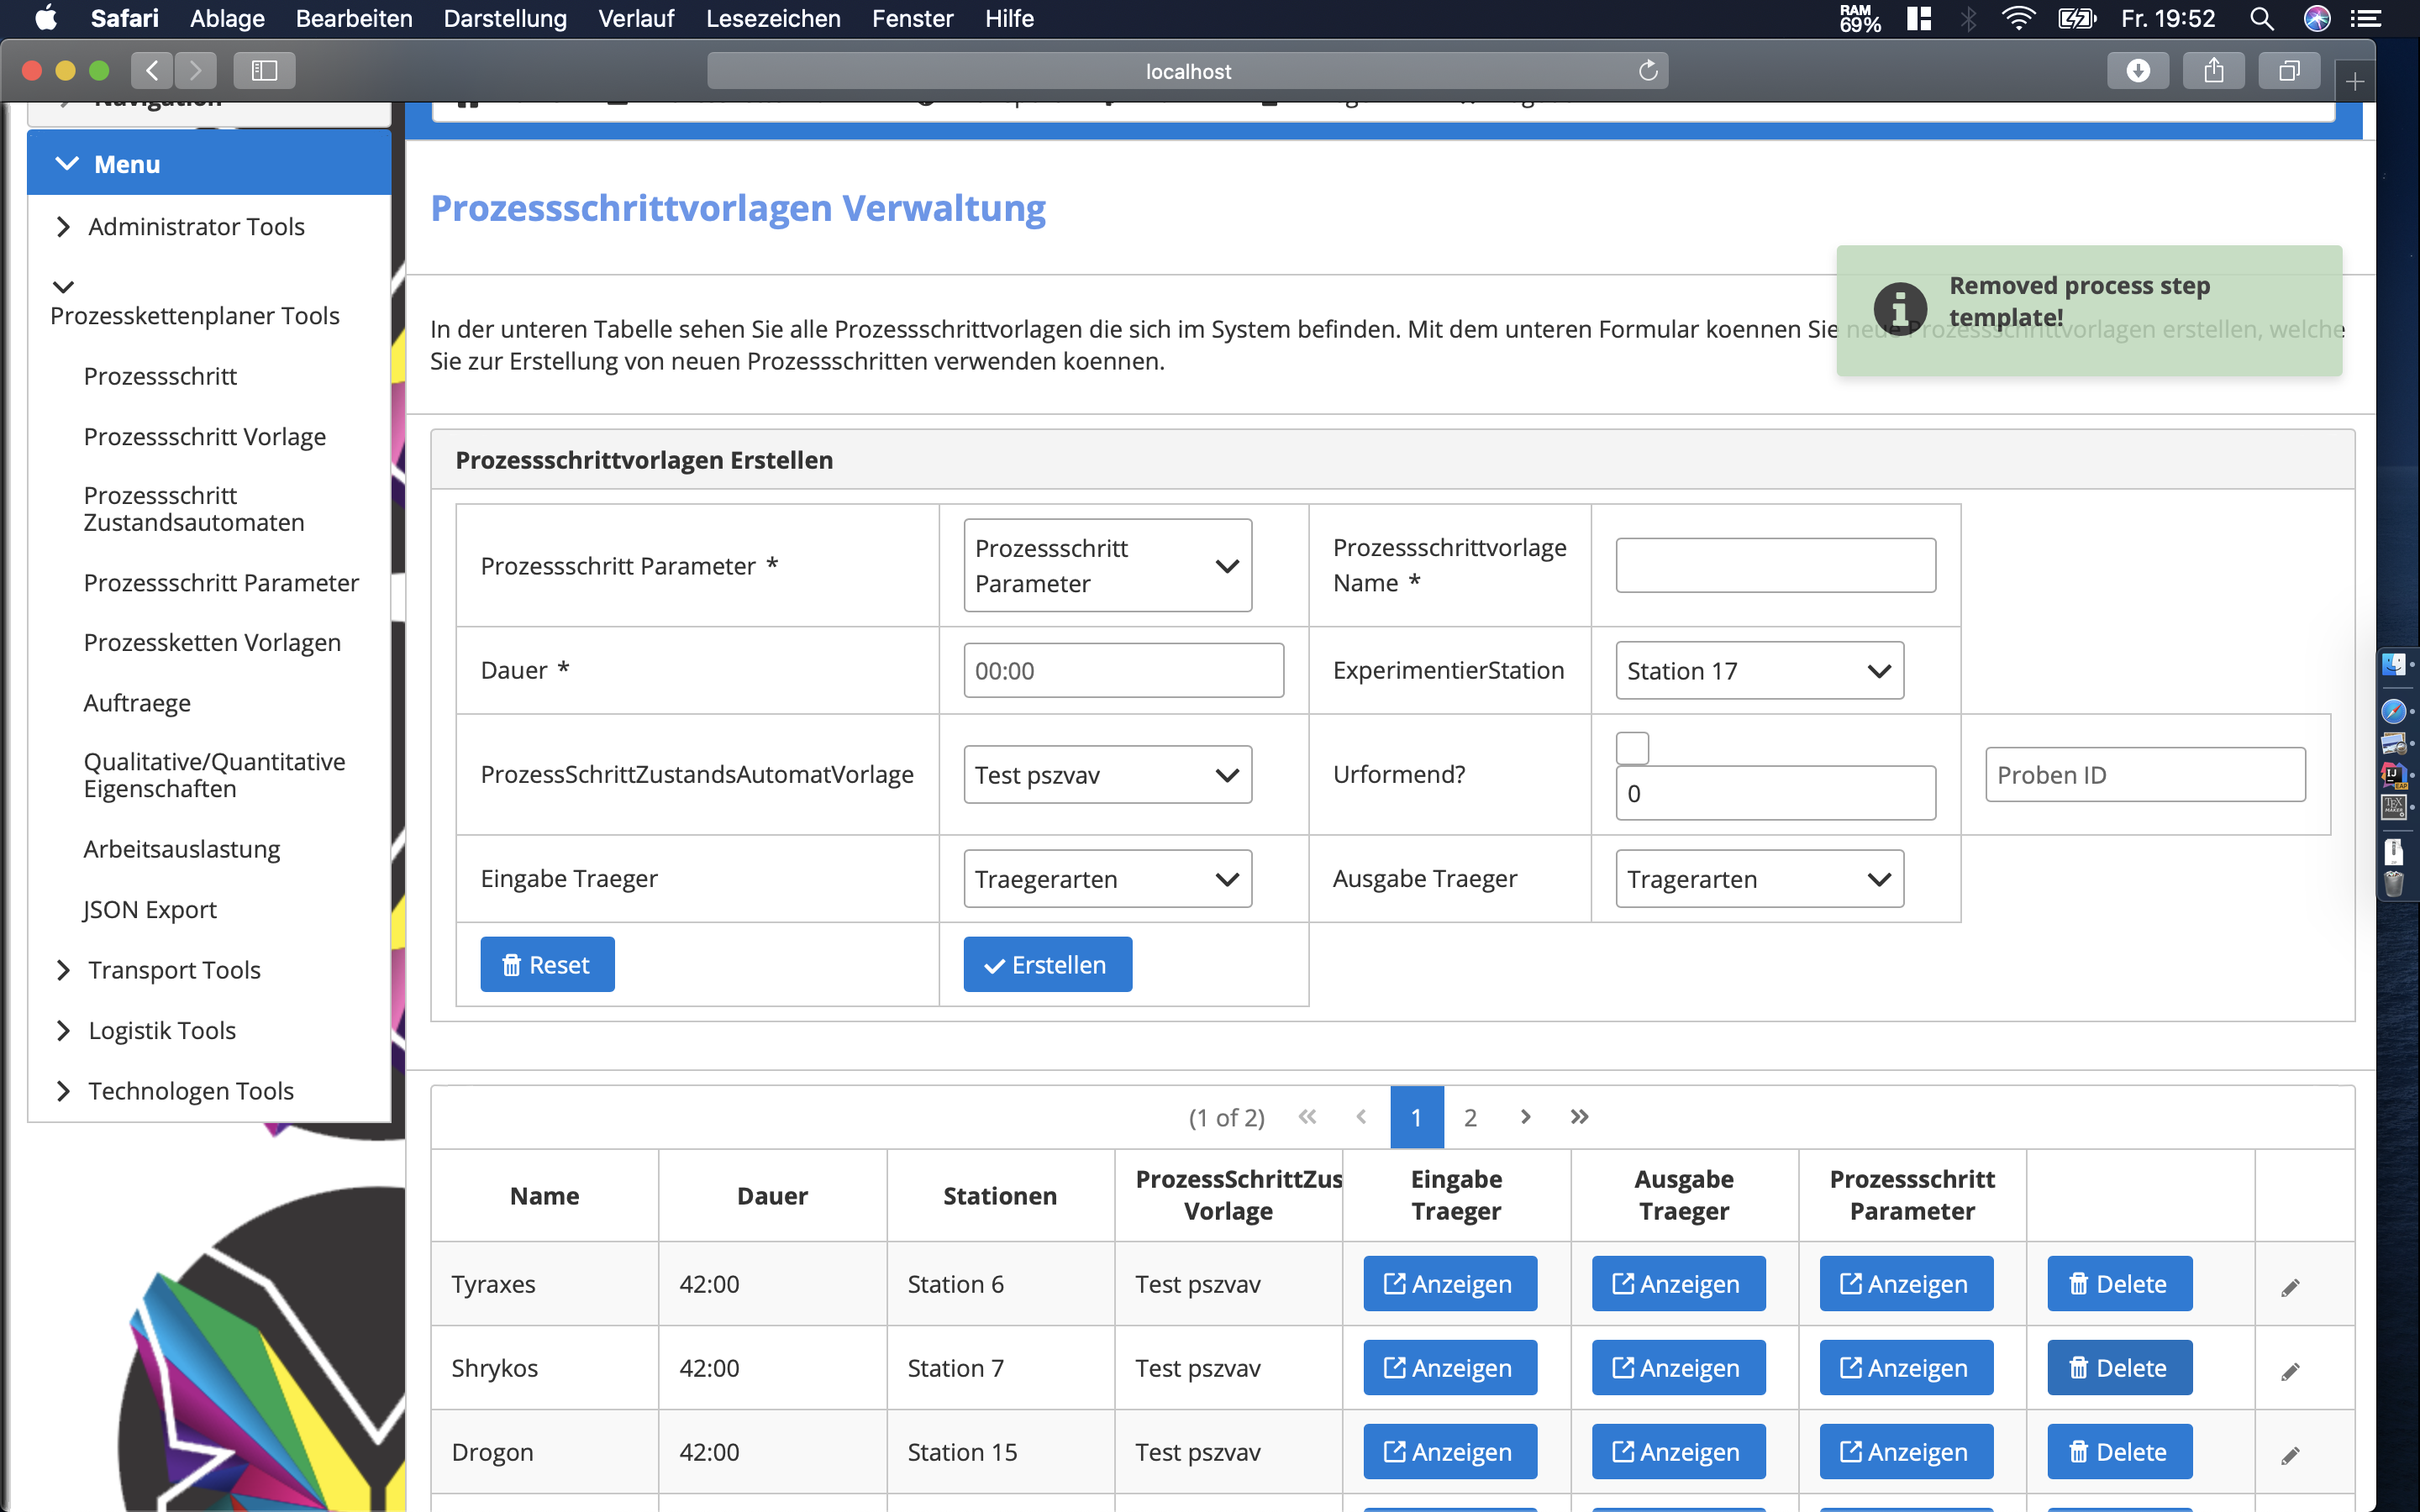 Safari Ablage Bearbeiten Darstellung Verlauf Lesezeichen Fenster Hilfe RAM 69% Fr. 19:52
localhost
Navigation
Menu
Administrator Tools
Prozesskettenplaner Tools
Prozessschritt
Prozessschritt Vorlage
Prozessschritt
Zustandsautomaten
Prozessschritt Parameter
Prozessketten Vorlagen
Auftraege
Qualitative/Quantitative
Eigenschaften
Arbeitsauslastung
JSON Export
Transport Tools
Logistik Tools
Technologen Tools
Prozessschrittvorlagen Verwaltung
Removed process step
template!
In der unteren Tabelle sehen Sie alle Prozessschrittvorlagen die sich im System befinden. Mit dem unteren Formular koennen Sie neue Prozessschrittvorlagen erstellen, welche
Sie zur Erstellung von neuen Prozessschritten verwenden koennen.
Prozessschrittvorlagen Erstellen
Prozessschritt Parameter *
Prozessschritt
Parameter
Prozessschrittvorlage
Name *
Dauer * 00:00 ExperimentierStation Station 17
ProzessSchrittZustandsAutomatVorlage Test pszvav Urformend? 0 Proben ID
Eingabe Traeger Traegerarten Ausgabe Traeger Tragerarten
Reset Erstellen
(1 of 2) 1 2
Name Dauer Stationen ProzessSchrittZus
Vorlage
Eingabe
Traeger
Ausgabe
Traeger
Prozessschritt
Parameter
Tyraxes 42:00 Station 6 Test pszvav Anzeigen Anzeigen Anzeigen Delete
Shrykos 42:00 Station 7 Test pszvav Anzeigen Anzeigen Anzeigen Delete
Drogon 42:00 Station 15 Test pszvav Anzeigen Anzeigen Anzeigen Delete